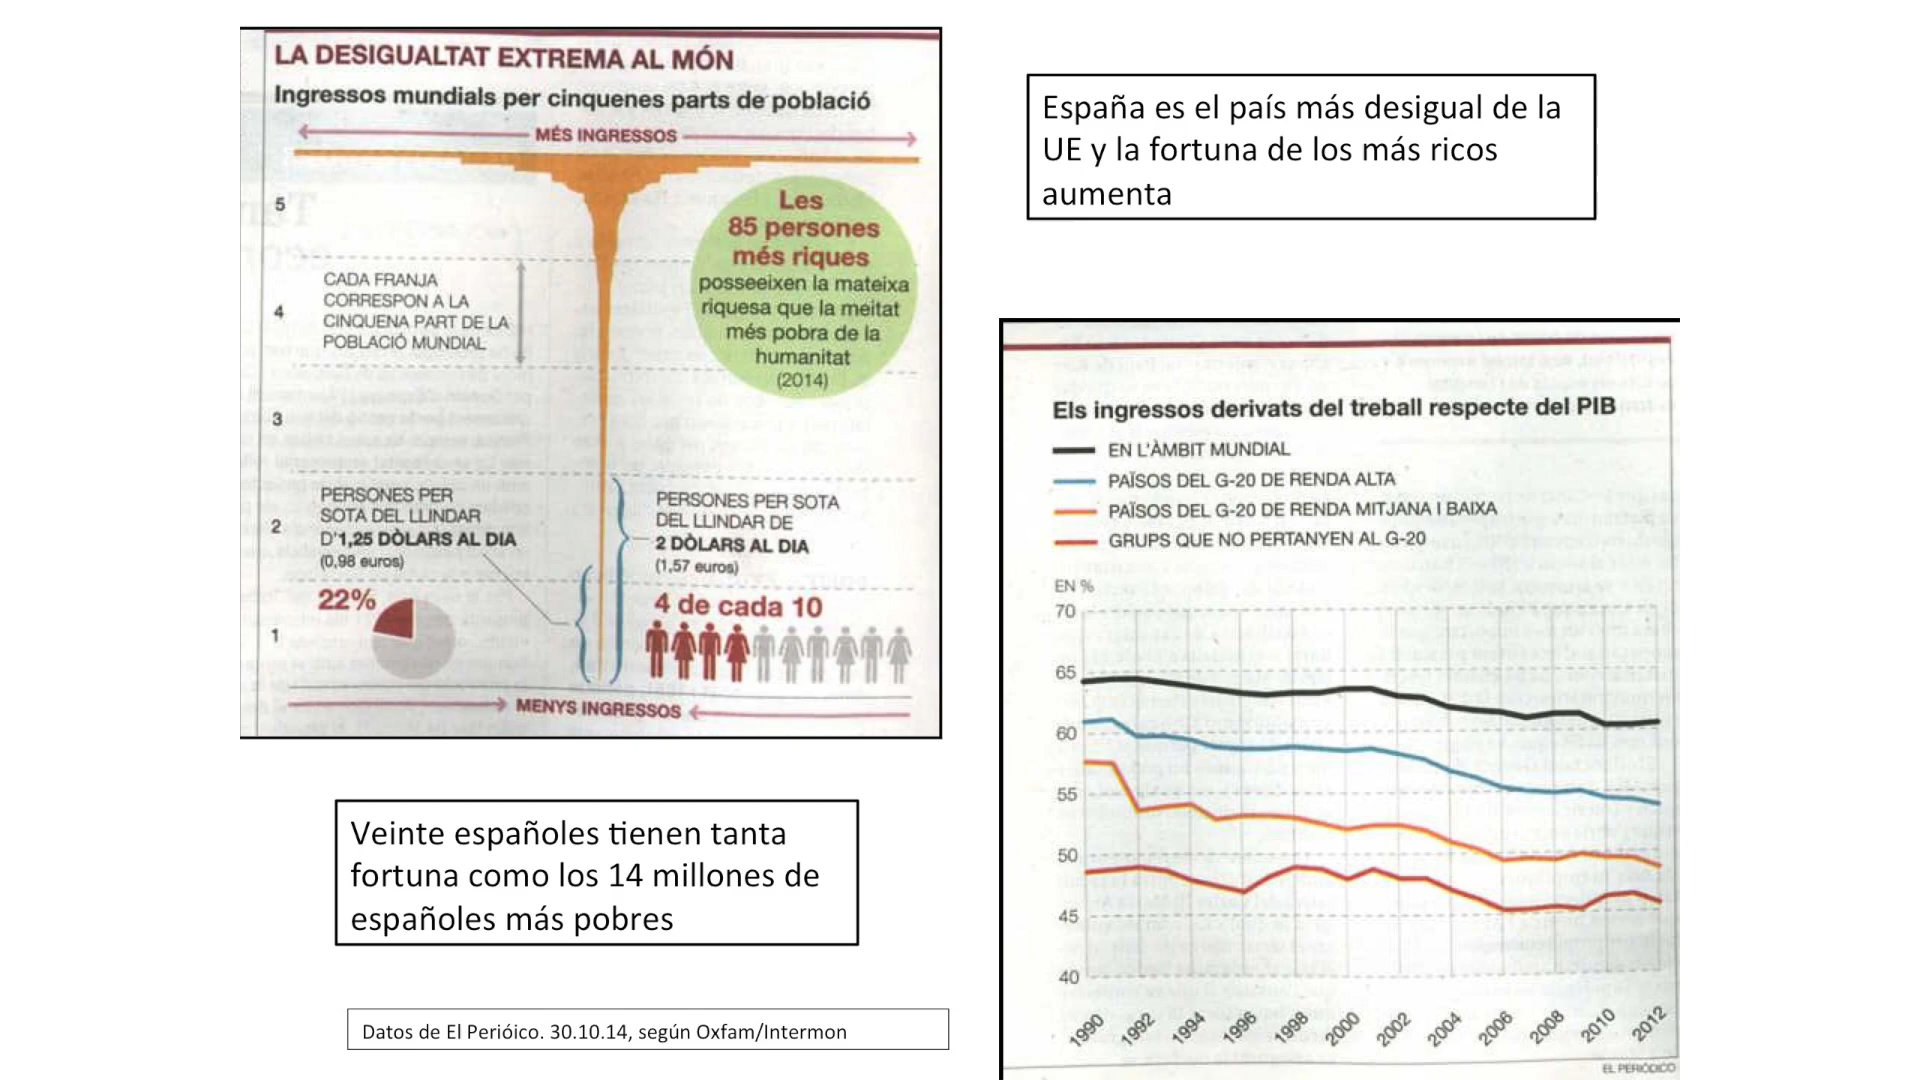 LA DESIGUALTAT EXTREMA AL MÓN
Ingressos mundials per cinquenes parts de població
MÉS INGRESSOS
5
Les
85 persones
més riques
posseeixen la mateixa
riquesa que la meitat
més pobra de la
humanitat
(2014)
CADA FRANJA
CORRESPON A LA
CINQUENA PART DE LA
POBLACIÓ MUNDIAL
4
3
2
PERSONES PER
SOTA DEL LLINDAR
D'1,25 DÒLARS AL DIA
(0,98 euros)
22%
PERSONES PER SOTA
DEL LLINDAR DE
2 DÒLARS AL DIA
(1,57 euros)
4 de cada 10
1
MENYS INGRESSOS
Veinte españoles tienen tanta
fortuna como los 14 millones de
españoles más pobres
Datos de El Perióico. 30.10.14, según Oxfam/Intermon
España es el país más desigual de la
UE y la fortuna de los más ricos
aumenta
Els ingressos derivats del treball respecte del PIB
EN L'ÀMBIT MUNDIAL
PAÏSOS DEL G-20 DE RENDA ALTA
PAÏSOS DEL G-20 DE RENDA MITJANA I BAIXA
GRUPS QUE NO PERTANYEN AL G-20
EN %
70
65
60
55
50
45
40
1990 1992 1994 1996 1998 2000 2002 2004 2006 2008 2010 2012
EL PERIÓDICO